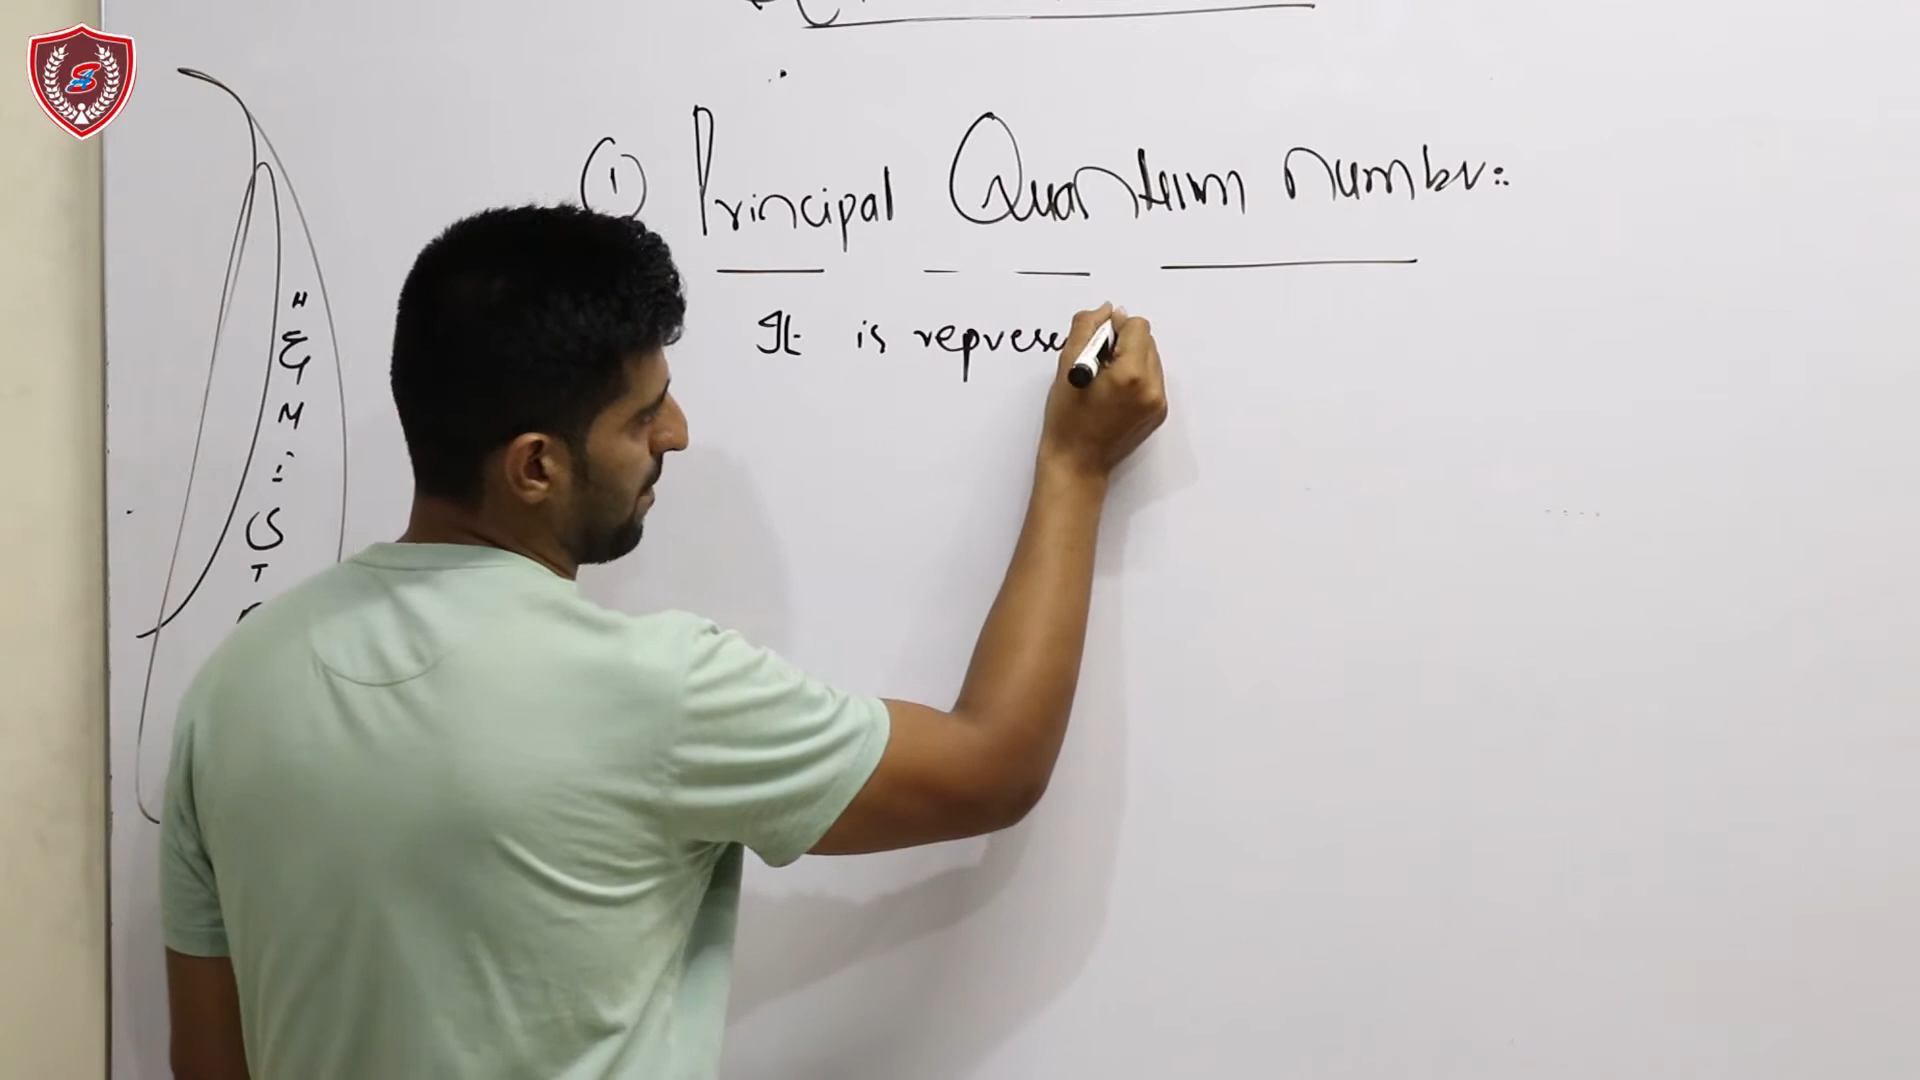 ① Principal Quantum number:
It is represe
H
E
M
I
S
T